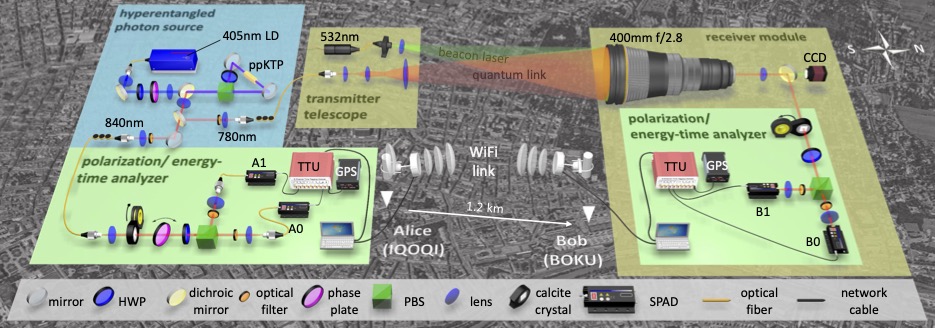 hyperentangled
photon source
405nm LD
ppKTP
840nm
780nm
532nm
transmitter
telescope
beacon laser
quantum link
400mm f/2.8
receiver module
CCD
S
N
polarization/ energy-
time analyzer
A1
TTU
GPS
A0
WiFi
link
1.2 km
Alice
(IQOQI)
Bob
(BOKU)
polarization/
energy-time analyzer
TTU
GPS
B1
B0
mirror
HWP
dichroic
mirror
optical
filter
phase
plate
PBS
lens
calcite
crystal
SPAD
optical
fiber
network
cable